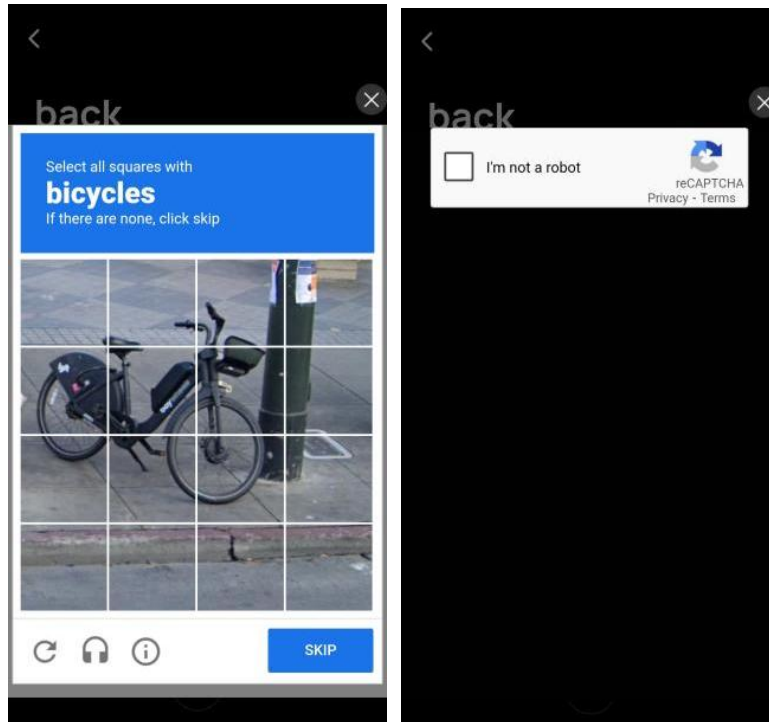 back
Select all squares with
bicycles
If there are none, click skip
SKIP
back
I'm not a robot
reCAPTCHA
Privacy - Terms